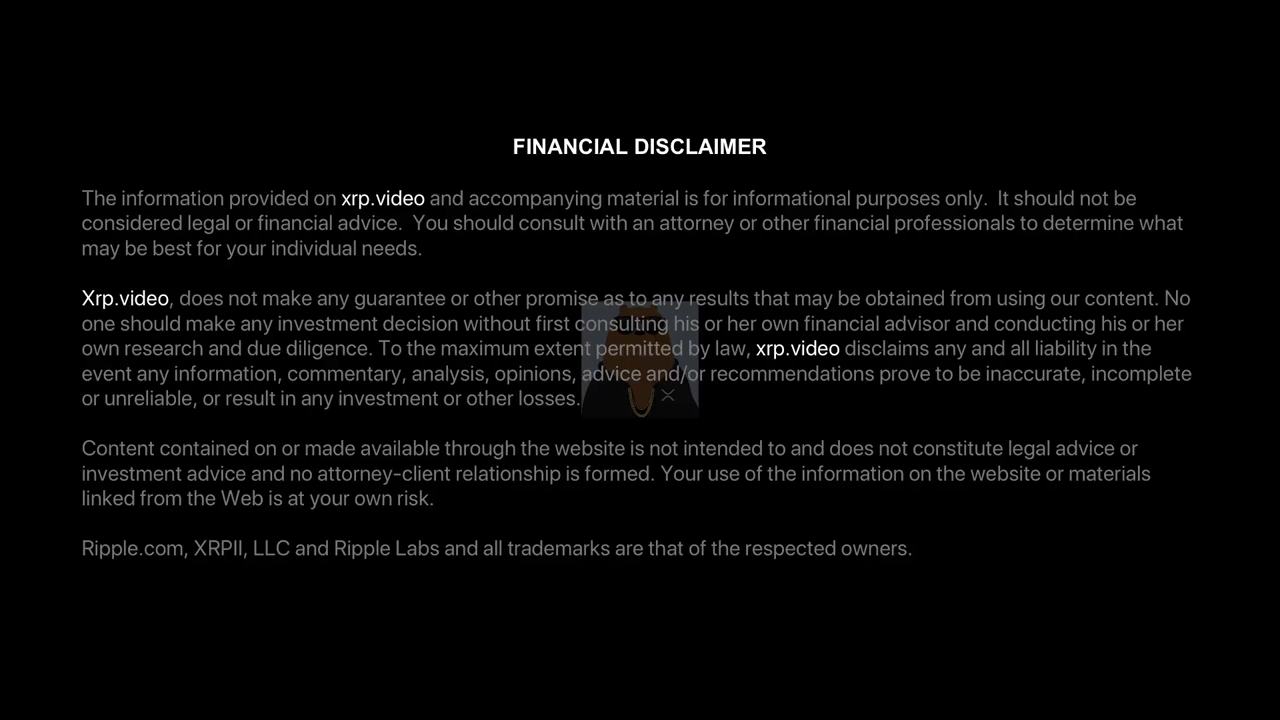 FINANCIAL DISCLAIMER
The information provided on xrp.video and accompanying material is for informational purposes only.  It should not be
considered legal or financial advice.  You should consult with an attorney or other financial professionals to determine what
may be best for your individual needs.
Xrp.video, does not make any guarantee or other promise as to any results that may be obtained from using our content. No
one should make any investment decision without first consulting his or her own financial advisor and conducting his or her
own research and due diligence. To the maximum extent permitted by law, xrp.video disclaims any and all liability in the
event any information, commentary, analysis, opinions, advice and/or recommendations prove to be inaccurate, incomplete
or unreliable, or result in any investment or other losses.
Content contained on or made available through the website is not intended to and does not constitute legal advice or
investment advice and no attorney-client relationship is formed. Your use of the information on the website or materials
linked from the Web is at your own risk.
Ripple.com, XRPII, LLC and Ripple Labs and all trademarks are that of the respected owners.